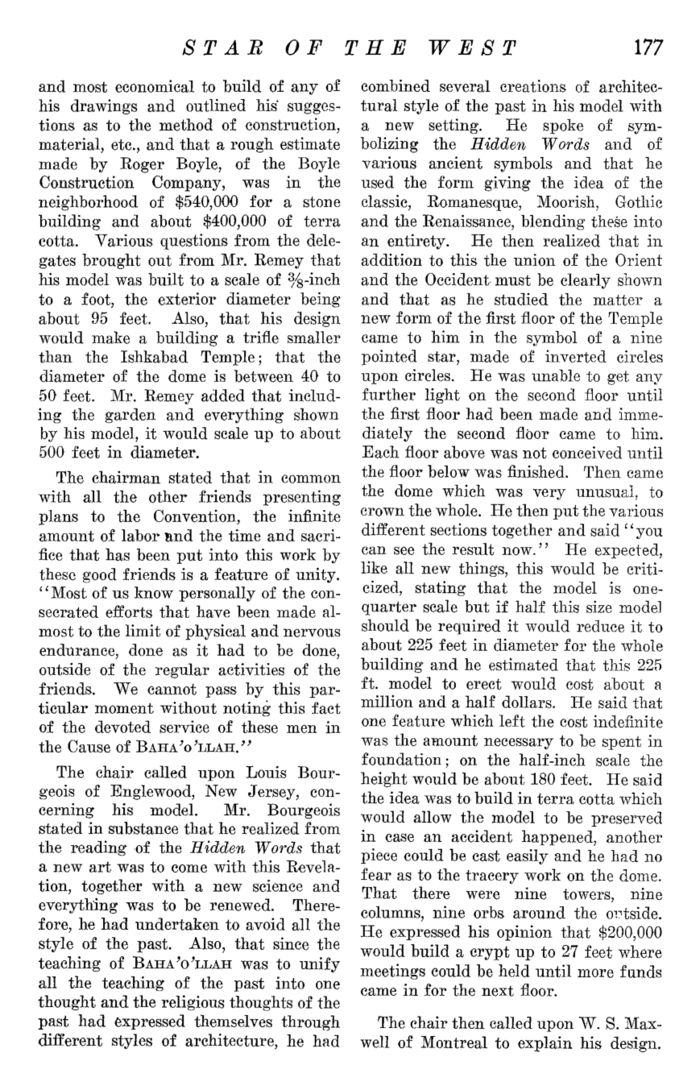 STAR OF THE WEST 177
and most economical to build of any of
his drawings and outlined his sugges-
tions as to the method of construction,
material, etc., and that a rough estimate
made by Roger Boyle, of the Boyle
Construction Company, was in the
neighborhood of $540,000 for a stone
building and about $400,000 of terra
cotta. Various questions from the dele-
gates brought out from Mr. Remey that
his model was built to a scale of ⅜-inch
to a foot, the exterior diameter being
about 95 feet. Also, that his design
would make a building a trifle smaller
than the Ishkabad Temple; that the
diameter of the dome is between 40 to
50 feet. Mr. Remey added that includ-
ing the garden and everything shown
by his model, it would scale up to about
500 feet in diameter.
The chairman stated that in common
with all the other friends presenting
plans to the Convention, the infinite
amount of labor and the time and sacri-
fice that has been put into this work by
these good friends is a feature of unity.
"Most of us know personally of the con-
secrated efforts that have been made al-
most to the limit of physical and nervous
endurance, done as it had to be done,
outside of the regular activities of the
friends. We cannot pass by this par-
ticular moment without noting this fact
of the devoted service of these men in
the Cause of BAHA'O'LLAH."
The chair called upon Louis Bour-
geois of Englewood, New Jersey, con-
cerning his model. Mr. Bourgeois
stated in substance that he realized from
the reading of the Hidden Words that
a new art was to come with this Revela-
tion, together with a new science and
everything was to be renewed. There-
fore, he had undertaken to avoid all the
style of the past. Also, that since the
teaching of BAHA'O'LLAH was to unify
all the teaching of the past into one
thought and the religious thoughts of the
past had expressed themselves through
different styles of architecture, he had
combined several creations of architec-
tural style of the past in his model with
a new setting. He spoke of sym-
bolizing the Hidden Words and of
various ancient symbols and that he
used the form giving the idea of the
classic, Romanesque, Moorish, Gothic
and the Renaissance, blending these into
an entirety. He then realized that in
addition to this the union of the Orient
and the Occident must be clearly shown
and that as he studied the matter a
new form of the first floor of the Temple
came to him in the symbol of a nine
pointed star, made of inverted circles
upon circles. He was unable to get any
further light on the second floor until
the first floor had been made and imme-
diately the second floor came to him.
Each floor above was not conceived until
the floor below was finished. Then came
the dome which was very unusual, to
crown the whole. He then put the various
different sections together and said "you
can see the result now." He expected,
like all new things, this would be criti-
cized, stating that the model is one-
quarter scale but if half this size model
should be required it would reduce it to
about 225 feet in diameter for the whole
building and he estimated that this 225
ft. model to erect would cost about a
million and a half dollars. He said that
one feature which left the cost indefinite
was the amount necessary to be spent in
foundation; on the half-inch scale the
height would be about 180 feet. He said
the idea was to build in terra cotta which
would allow the model to be preserved
in case an accident happened, another
piece could be cast easily and he had no
fear as to the tracery work on the dome.
That there were nine towers, nine
columns, nine orbs around the outside.
He expressed his opinion that $200,000
would build a crypt up to 27 feet where
meetings could be held until more funds
came in for the next floor.
The chair then called upon W. S. Max-
well of Montreal to explain his design.